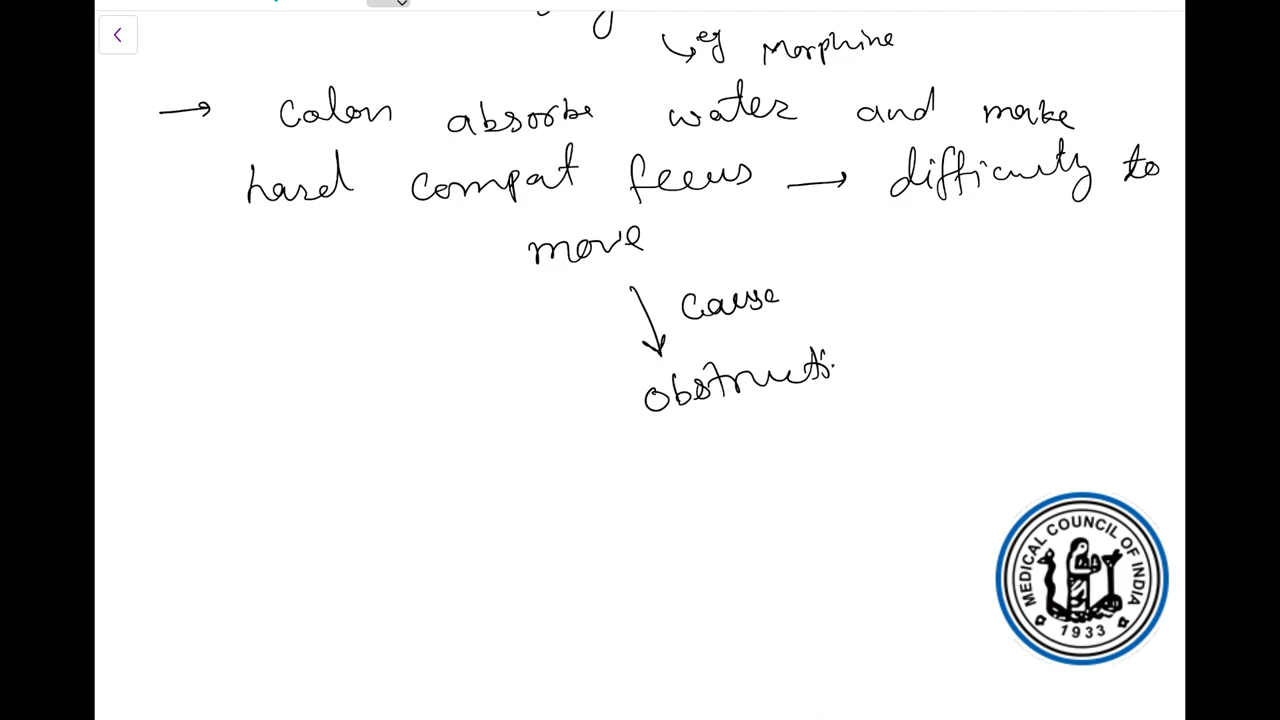 eg Morphine
→ Colon absorbe water and make
hard compat fecus → difficulty to
move
cause
obstructi
MEDICAL COUNCIL OF INDIA
1933